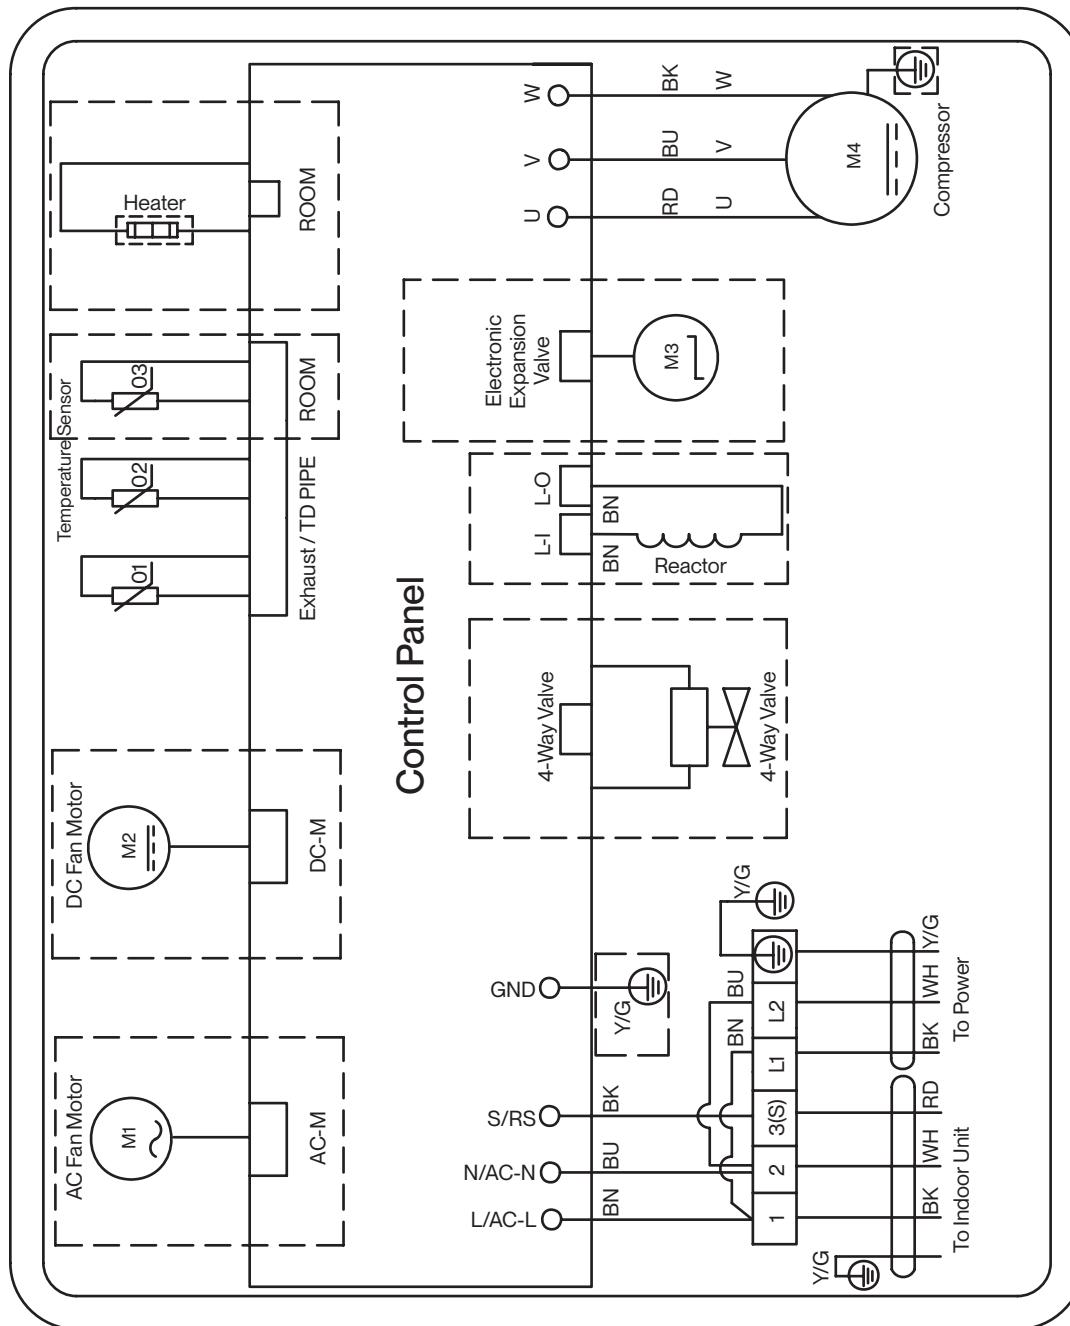 AC Fan Motor
M1
AC-M
DC Fan Motor
M2
DC-M
Temperature Sensor
01
02
03
Exhaust / TD PIPE
ROOM
Heater
ROOM
Control Panel
L/AC-L
N/AC-N
S/RS
GND
BN
BU
BK
Y/G
4-Way Valve
4-Way Valve
L-I
L-O
BN
BN
Reactor
Electronic
Expansion
Valve
M3
U
V
W
RD
BU
BK
U
V
W
M4
Compressor
BN
BU
Y/G
1
2
3(S)
L1
L2
Y/G
BK
WH
RD
BK
WH
Y/G
To Indoor Unit
To Power